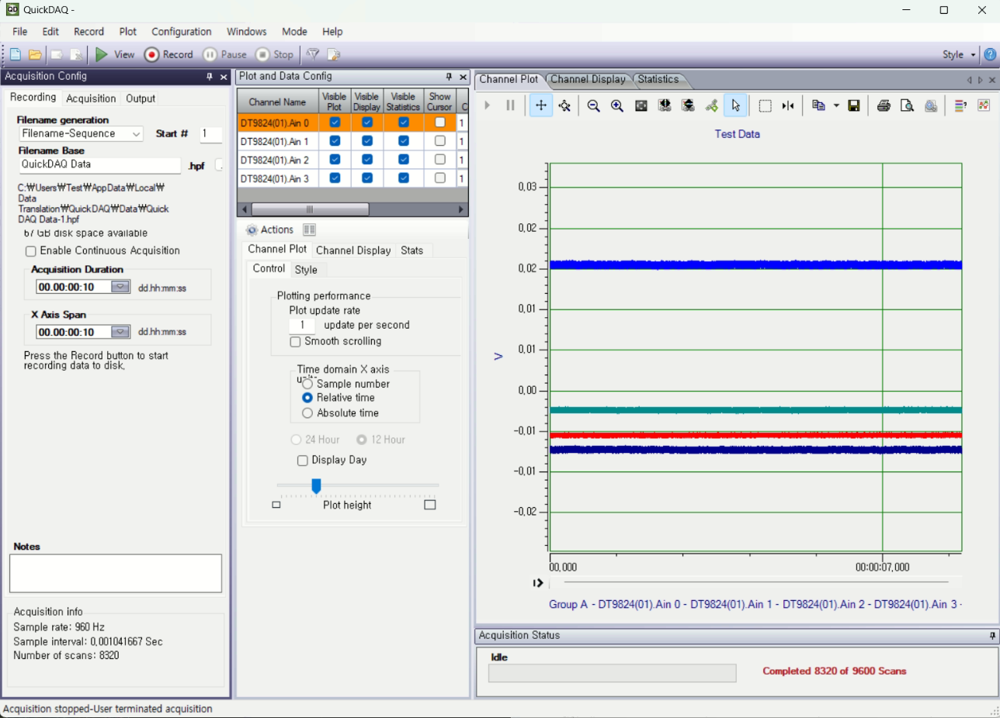 QuickDAQ -
File Edit Record Plot Configuration Windows Mode Help
View Record Pause Stop Style
Acquisition Config
Recording Acquisition Output
Filename generation
Filename-Sequence Start # 1
Filename Base
QuickDAQ Data .hpf
C:₩Users₩Test₩AppData₩Local₩
Data
Translation₩QuickDAQ₩Data₩Quick
DAQ Data-1.hpf
67 GB disk space available
Enable Continuous Acquisition
Acquisition Duration
00.00:00:10 dd.hh:mm:ss
X Axis Span
00.00:00:10 dd.hh:mm:ss
Press the Record button to start
recording data to disk.
Notes
Acquisition info
Sample rate: 960 Hz
Sample interval: 0,001041667 Sec
Number of scans: 8320
Plot and Data Config
Channel Name Visible Plot Visible Display Visible Statistics Show Cursor C
DT9824(01).Ain 0 1
DT9824(01).Ain 1 1
DT9824(01).Ain 2 1
DT9824(01).Ain 3 1
Actions
Channel Plot Channel Display Stats
Control Style
Plotting performance
Plot update rate
1 update per second
Smooth scrolling
Time domain X axis
units
Sample number
Relative time
Absolute time
24 Hour 12 Hour
Display Day
Plot height
Channel Plot Channel Display Statistics
Test Data
0,03
0,02
0,02
0,01
0,01
V
0,00
-0,01
-0,01
-0,02
00,000 00:00:07,000
Group A - DT9824(01).Ain 0 - DT9824(01).Ain 1 - DT9824(01).Ain 2 - DT9824(01).Ain 3 -
Acquisition Status
Idle
Completed 8320 of 9600 Scans
Acquisition stopped-User terminated acquisition